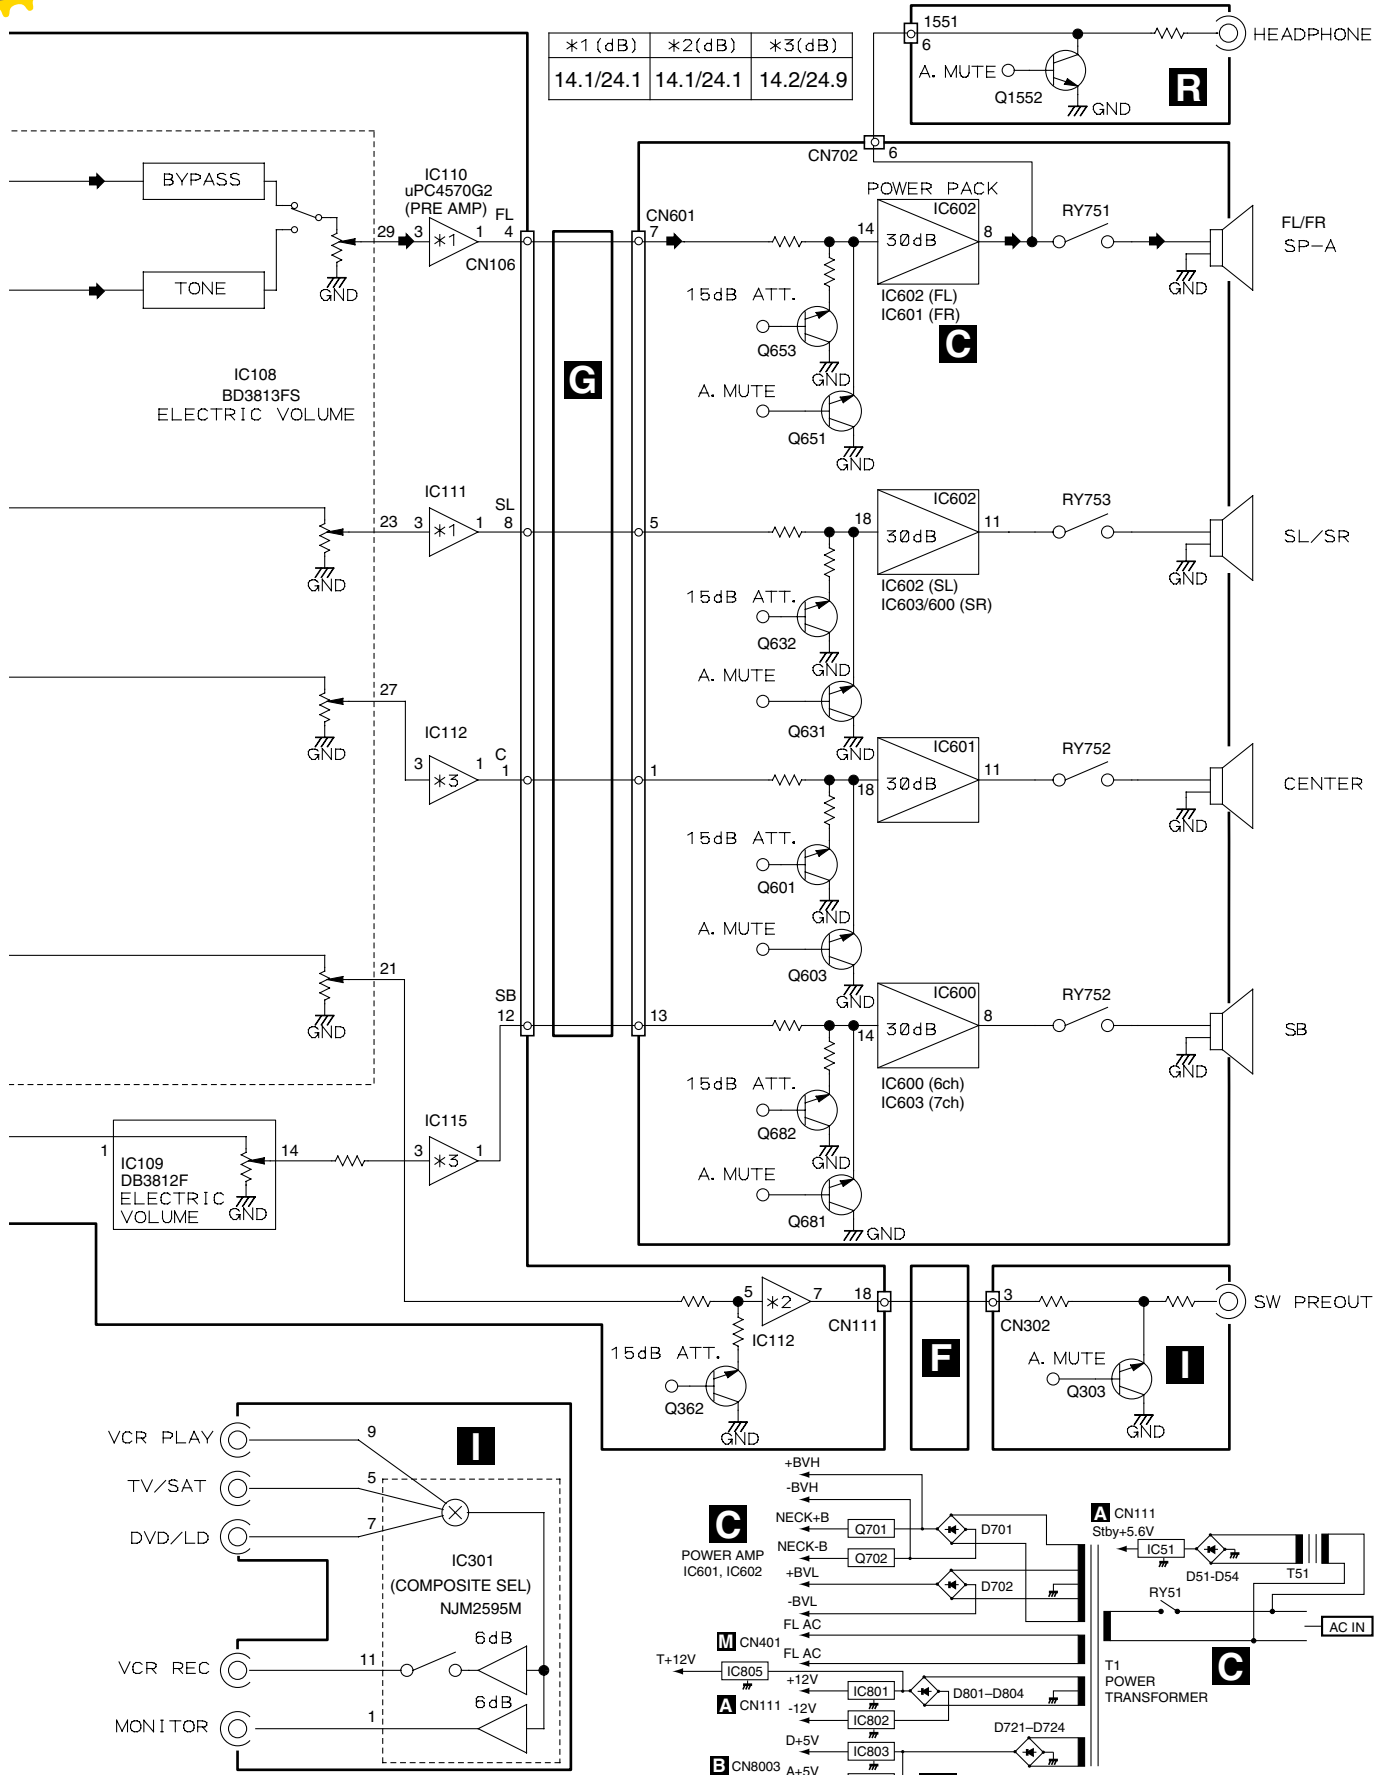 *1(dB) *2(dB) *3(dB)
14.1/24.1 14.1/24.1 14.2/24.9
1551
6
HEADPHONE
A. MUTE
Q1552
GND
R
CN702
6
BYPASS
TONE
GND
29
IC110
uPC4570G2
(PRE AMP)
3
*1
1
FL
4
CN106
IC108
BD3813FS
ELECTRIC VOLUME
G
CN601
7
POWER PACK
IC602
14
30dB
8
IC602 (FL)
IC601 (FR)
C
RY751
FL/FR
SP-A
GND
15dB ATT.
Q653
GND
A. MUTE
Q651
GND
23
IC111
3
*1
1
SL
8
GND
5
IC602
18
30dB
11
IC602 (SL)
IC603/600 (SR)
RY753
SL/SR
GND
15dB ATT.
Q632
GND
A. MUTE
Q631
GND
27
IC112
3
*3
1
C
1
GND
1
IC601
18
30dB
11
RY752
CENTER
GND
15dB ATT.
Q601
GND
A. MUTE
Q603
GND
21
GND
SB
12
13
IC600
14
30dB
8
IC600 (6ch)
IC603 (7ch)
RY752
SB
GND
15dB ATT.
Q682
GND
A. MUTE
Q681
GND
1
IC109
DB3812F
ELECTRIC
VOLUME
GND
14
IC115
3
*3
1
5
*2
7
IC112
18
CN111
15dB ATT.
Q362
GND
F
3
CN302
SW PREOUT
A. MUTE
Q303
GND
I
VCR PLAY
9
I
TV/SAT
5
DVD/LD
7
IC301
(COMPOSITE SEL)
NJM2595M
6dB
VCR REC
11
6dB
MONITOR
1
+BVH
-BVH
C
POWER AMP
IC601, IC602
NECK+B
Q701
D701
NECK-B
Q702
+BVL
D702
-BVL
FL AC
M CN401
FL AC
T+12V
IC805
+12V
IC801
D801–D804
A CN111
-12V
IC802
D721–D724
D+5V
IC803
B CN8003
A+5V
A CN111
Stby+5.6V
IC51
D51-D54
T51
RY51
AC IN
C
T1
POWER
TRANSFORMER